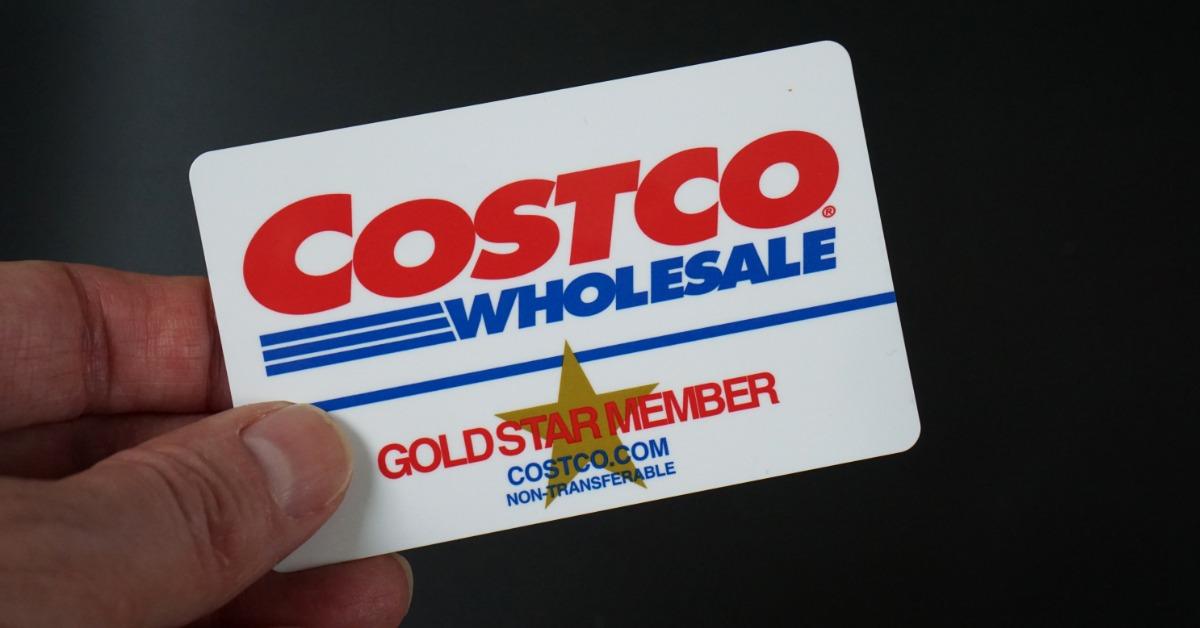 COSTCO®
WHOLESALE
GOLD STAR MEMBER
COSTCO.COM
NON-TRANSFERABLE